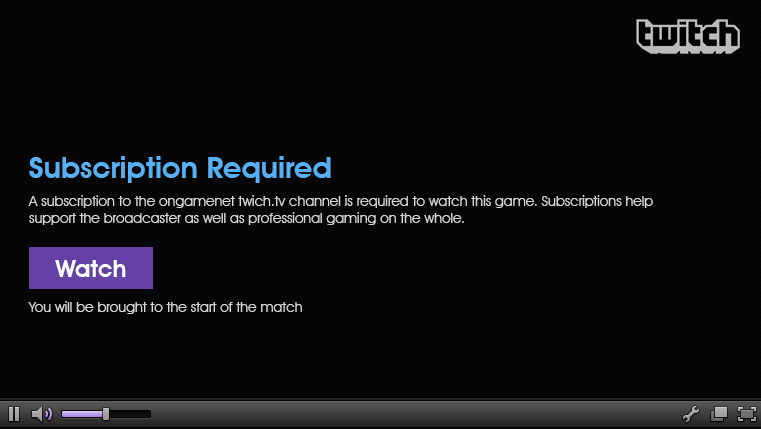 twitch
Subscription Required
A subscription to the ongamenet twich.tv channel is required to watch this game. Subscriptions help
support the broadcaster as well as professional gaming on the whole.
Watch
You will be brought to the start of the match